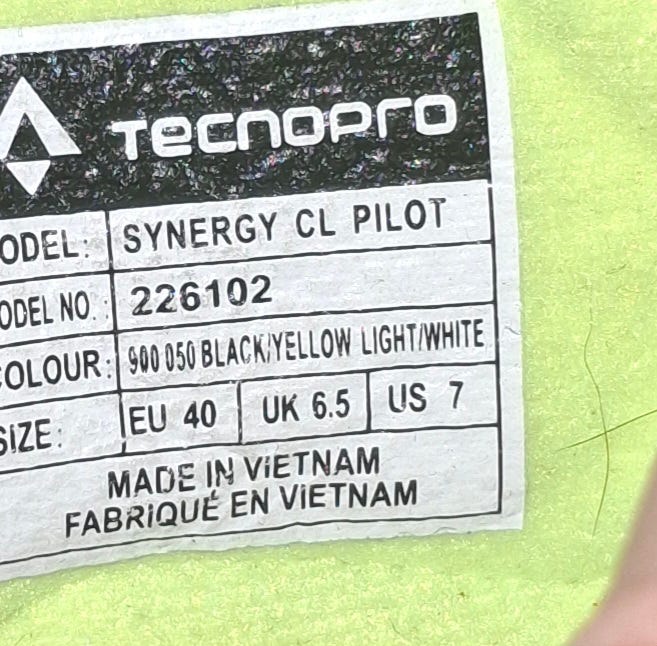 TECNOPRO
ODEL: SYNERGY CL PILOT
ODEL NO.: 226102
COLOUR: 900 050 BLACK/YELLOW LIGHT/WHITE
SIZE: EU 40 UK 6.5 US 7
MADE IN VIETNAM
FABRIQUÉ EN VIETNAM